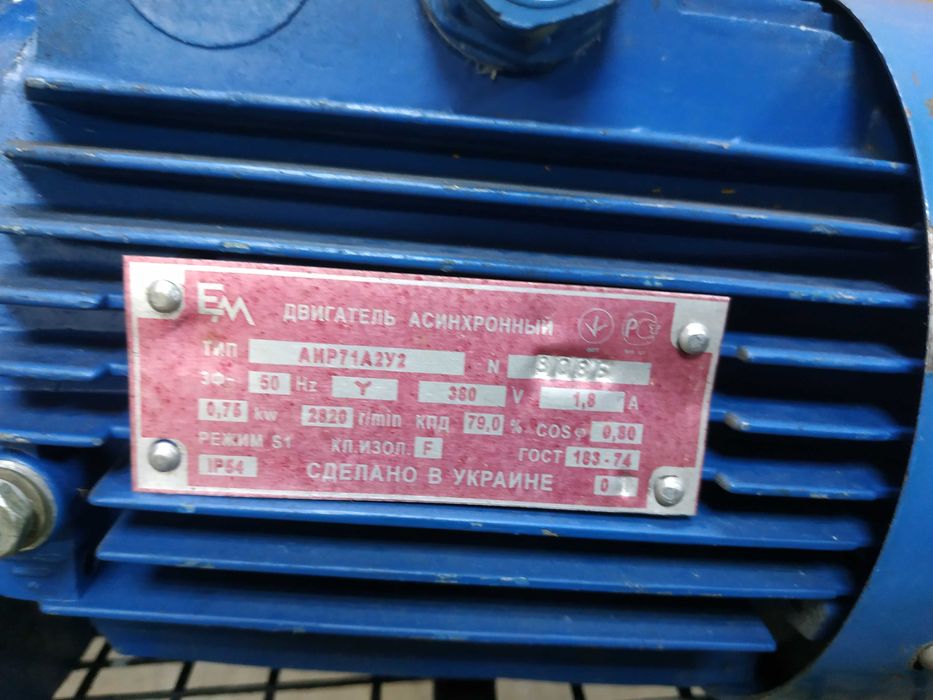 ЕМ ДВИГАТЕЛЬ АСИНХРОННЫЙ
ТИП АИР71А2У2 N
3Ф~ 50 Hz Y 380 V 1,8 A
0,75 kw 2820 r/min КПД 79,0 % COS φ 0,80
РЕЖИМ S1 КЛ.ИЗОЛ. F ГОСТ 183-74
IP54 СДЕЛАНО В УКРАИНЕ